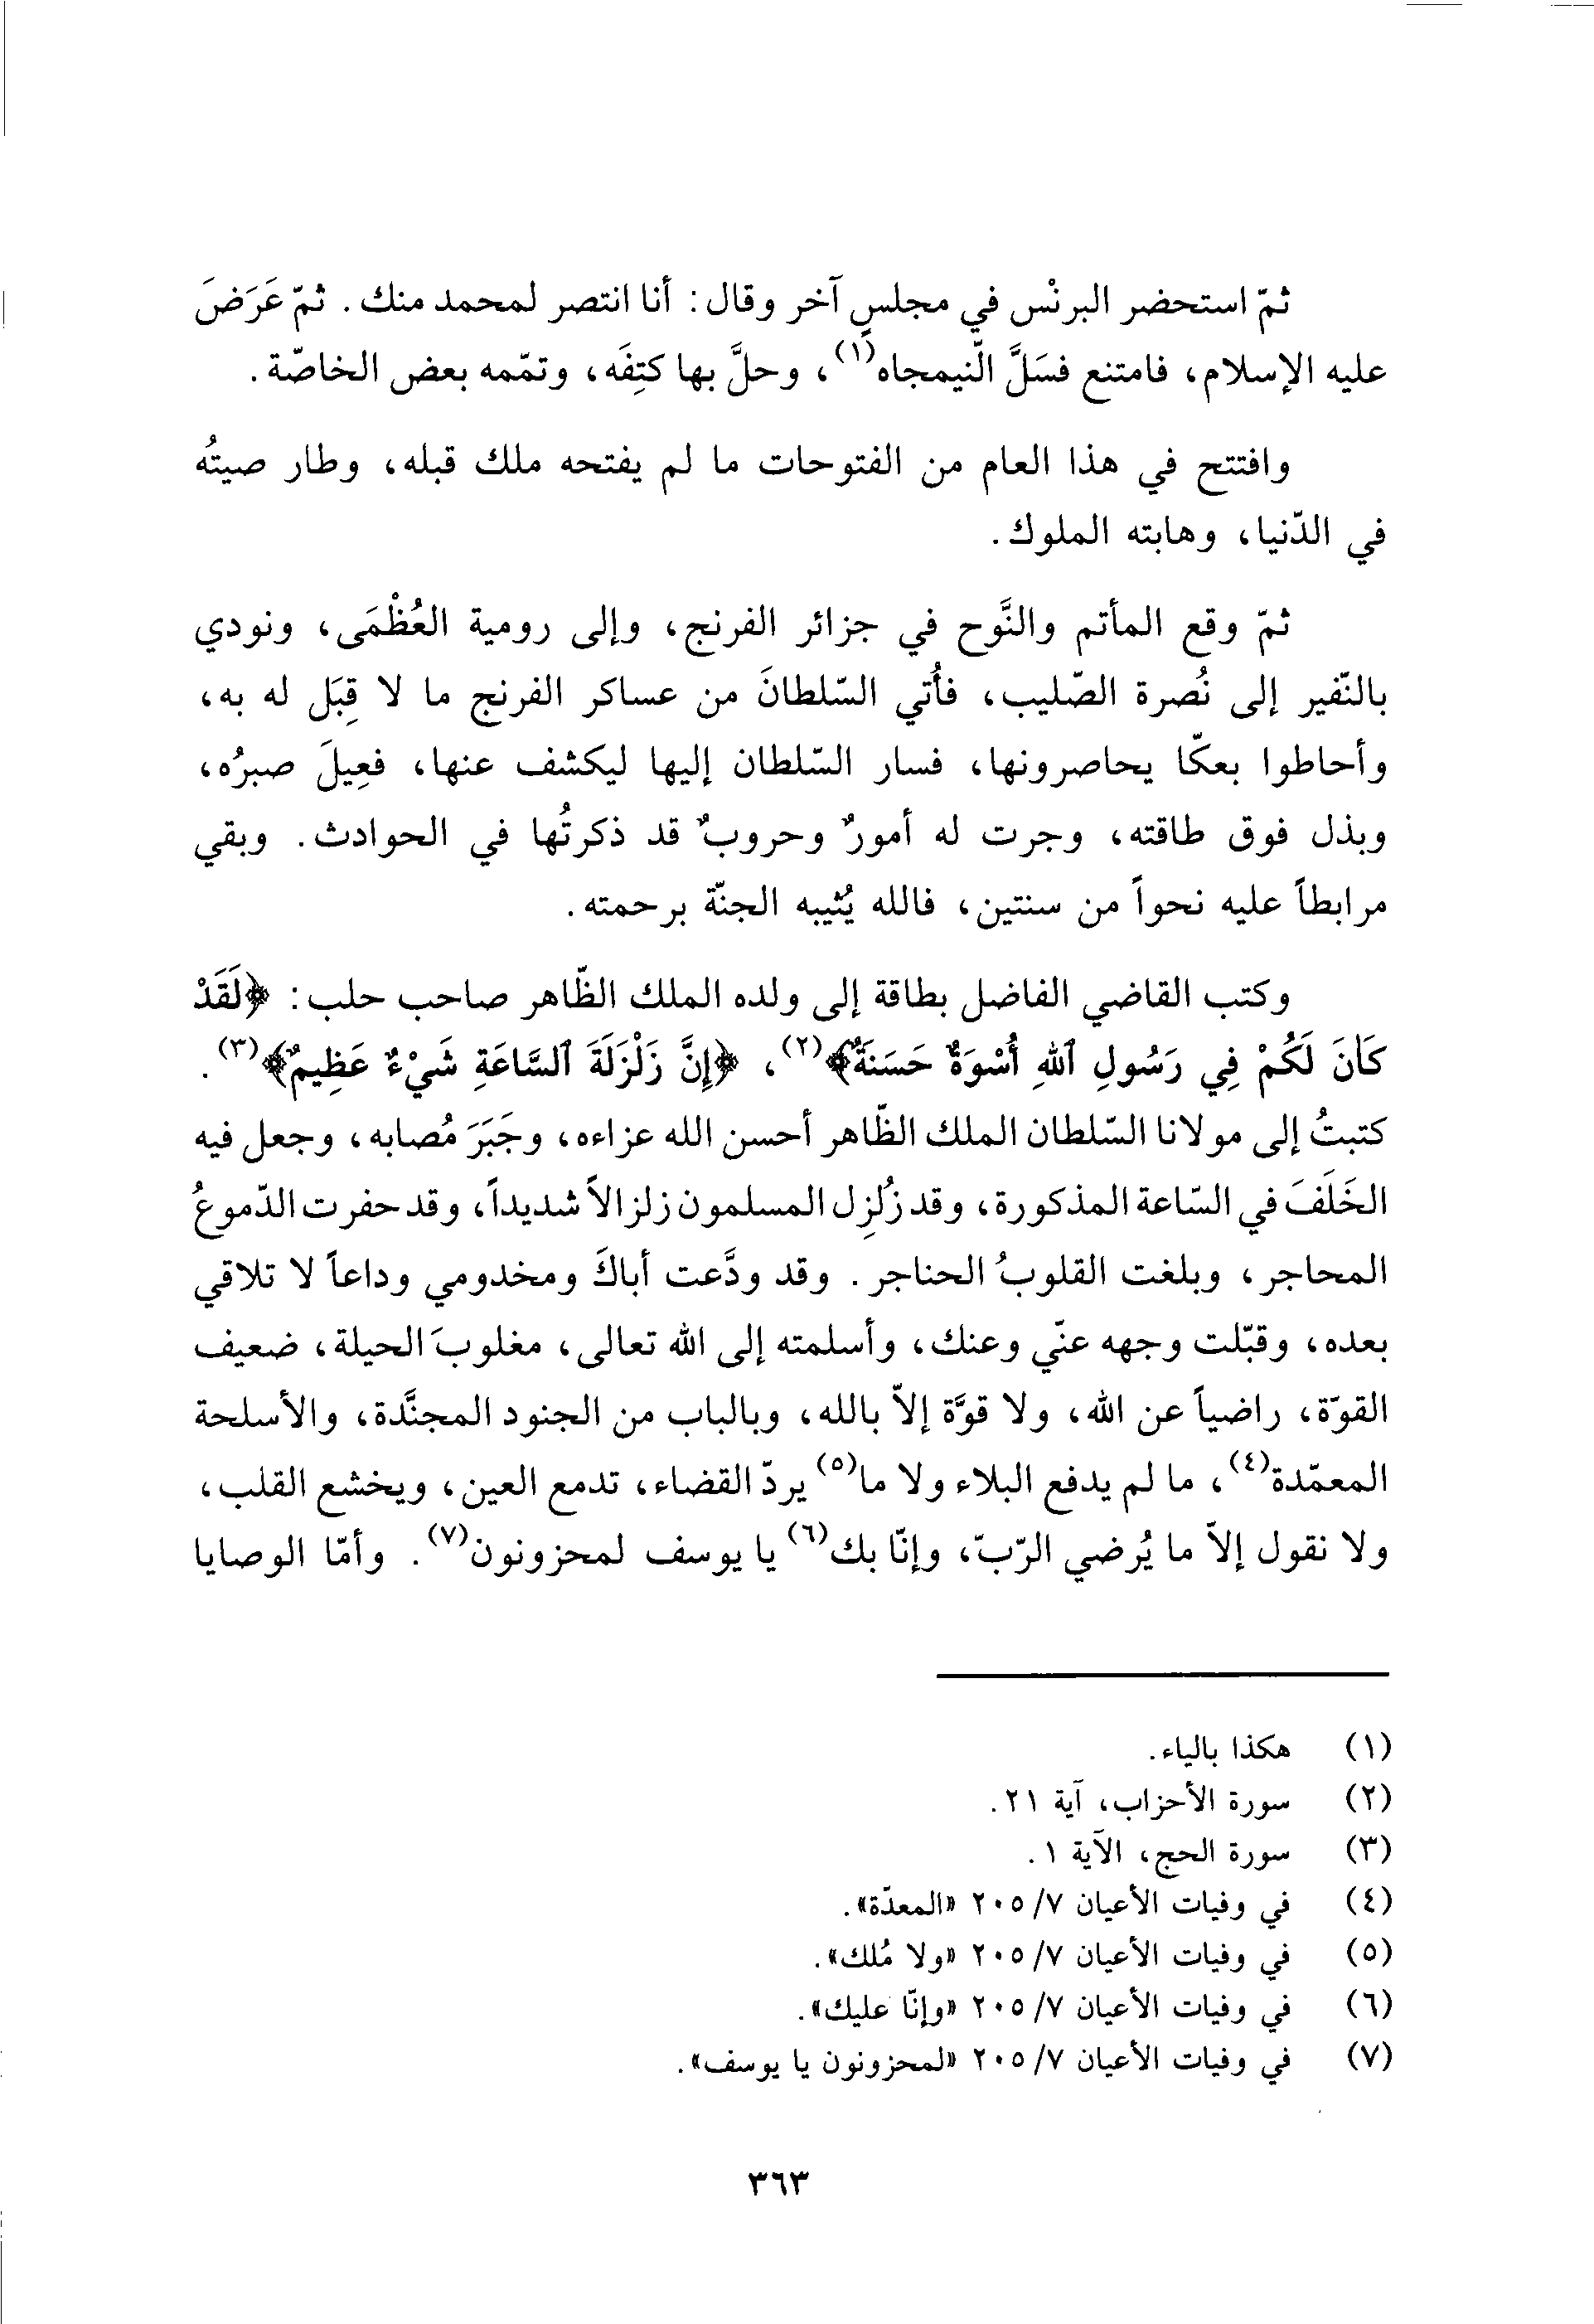 ثمّ استحضر البرنْس في مجلسٍ آخر وقال: أنا انتصر لمحمد منك. ثمّ عَرَضَ
عليه الإسلام، فامتنع فسَلَّ النّيمجاه(١)، وحلَّ بها كتِفَه، وتمّمه بعض الخاصّة.
وافتتح في هذا العام من الفتوحات ما لم يفتحه ملك قبله، وطار صيتُه
في الدّنيا، وهابته الملوك.
ثمّ وقع المأتم والنَّوح في جزائر الفرنج، وإلى رومية العُظْمَى، ونودي
بالنّفير إلى نُصرة الصّليب، فأُتي السّلطانَ من عساكر الفرنج ما لا قِبَل له به،
وأحاطوا بعكّا يحاصرونها، فسار السّلطان إليها ليكشف عنها، فعِيلَ صبرُه،
وبذل فوق طاقته، وجرت له أمورٌ وحروبٌ قد ذكرتُها في الحوادث. وبقي
مرابطاً عليه نحواً من سنتين، فالله يُثيبه الجنّة برحمته.
وكتب القاضي الفاضل بطاقة إلى ولده الملك الظّاهر صاحب حلب: ﴿لَقَدْ
كَانَ لَكُمْ فِي رَسُولِ ٱللهِ أُسْوَةٌ حَسَنَةٌ﴾(٢)، ﴿إِنَّ زَلْزَلَةَ ٱلسَّاعَةِ شَيْءٌ عَظِيمٌ﴾(٣).
كتبتُ إلى مولانا السّلطان الملك الظّاهر أحسن الله عزاءه، وجَبَرَ مُصابه، وجعل فيه
الخَلَفَ في السّاعة المذكورة، وقد زُلزِل المسلمون زلزالاً شديداً، وقد حفرت الدّموعُ
المحاجر، وبلغت القلوبُ الحناجر. وقد ودَّعت أباكَ ومخدومي وداعاً لا تلاقي
بعده، وقبّلت وجهه عنّي وعنك، وأسلمته إلى الله تعالى، مغلوبَ الحيلة، ضعيف
القوّة، راضياً عن الله، ولا قوَّة إلاّ بالله، وبالباب من الجنود المجنَّدة، والأسلحة
المعمّدة(٤)، ما لم يدفع البلاء ولا ما(٥) يردّ القضاء، تدمع العين، ويخشع القلب،
ولا نقول إلاّ ما يُرضي الربّ، وإنّا بك(٦) يا يوسف لمحزونون(٧). وأمّا الوصايا
(١) هكذا بالياء.
(٢) سورة الأحزاب، آية ٢١.
(٣) سورة الحج، الآية ١.
(٤) في وفيات الأعيان ٧/ ٢٠٥ «المعدّة».
(٥) في وفيات الأعيان ٧/ ٢٠٥ «ولا مُلك».
(٦) في وفيات الأعيان ٧/ ٢٠٥ «وإنّا عليك».
(٧) في وفيات الأعيان ٧/ ٢٠٥ «لمحزونون يا يوسف».
٣٦٣